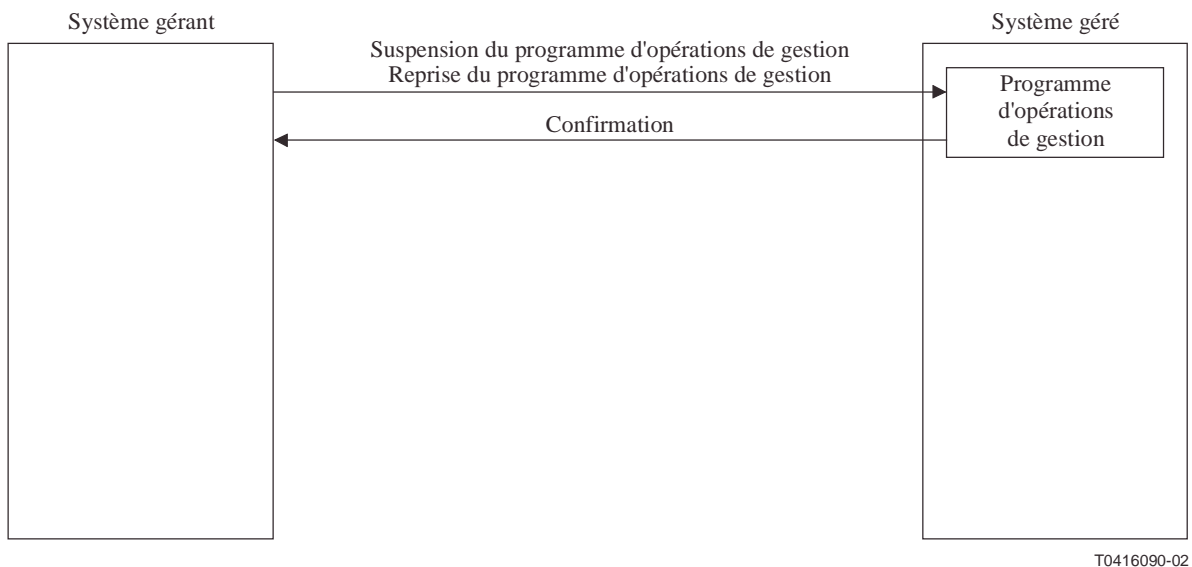 Système gérant
Système géré
Suspension du programme d'opérations de gestion
Reprise du programme d'opérations de gestion
Programme
d'opérations
de gestion
Confirmation
T0416090-02